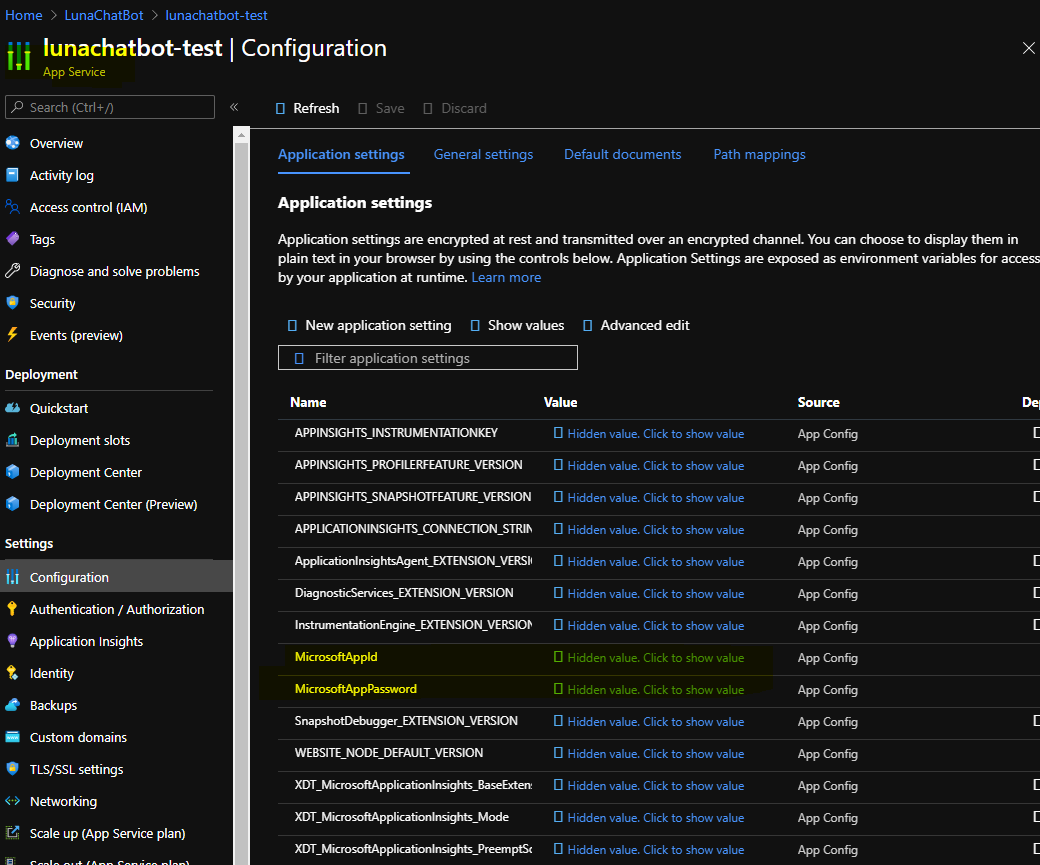 Home > LunaChatBot > lunachatbot-test
lunachatbot-test | Configuration
App Service
Search (Ctrl+/)
«
Refresh Save Discard
Overview
Activity log
Access control (IAM)
Tags
Diagnose and solve problems
Security
Events (preview)
Deployment
Quickstart
Deployment slots
Deployment Center
Deployment Center (Preview)
Settings
Configuration
Authentication / Authorization
Application Insights
Identity
Backups
Custom domains
TLS/SSL settings
Networking
Scale up (App Service plan)
Scale out (App Service plan)
Application settings General settings Default documents Path mappings
Application settings
Application settings are encrypted at rest and transmitted over an encrypted channel. You can choose to display them in
plain text in your browser by using the controls below. Application Settings are exposed as environment variables for access
by your application at runtime. Learn more
New application setting Show values Advanced edit
Filter application settings
Name Value Source De
APPINSIGHTS_INSTRUMENTATIONKEY Hidden value. Click to show value App Config
APPINSIGHTS_PROFILERFEATURE_VERSION Hidden value. Click to show value App Config
APPINSIGHTS_SNAPSHOTFEATURE_VERSION Hidden value. Click to show value App Config
APPLICATIONINSIGHTS_CONNECTION_STRIN Hidden value. Click to show value App Config
ApplicationInsightsAgent_EXTENSION_VERSI Hidden value. Click to show value App Config
DiagnosticServices_EXTENSION_VERSION Hidden value. Click to show value App Config
InstrumentationEngine_EXTENSION_VERSION Hidden value. Click to show value App Config
MicrosoftAppId Hidden value. Click to show value App Config
MicrosoftAppPassword Hidden value. Click to show value App Config
SnapshotDebugger_EXTENSION_VERSION Hidden value. Click to show value App Config
WEBSITE_NODE_DEFAULT_VERSION Hidden value. Click to show value App Config
XDT_MicrosoftApplicationInsights_BaseExten Hidden value. Click to show value App Config
XDT_MicrosoftApplicationInsights_Mode Hidden value. Click to show value App Config
XDT_MicrosoftApplicationInsights_PreemptSc Hidden value. Click to show value App Config